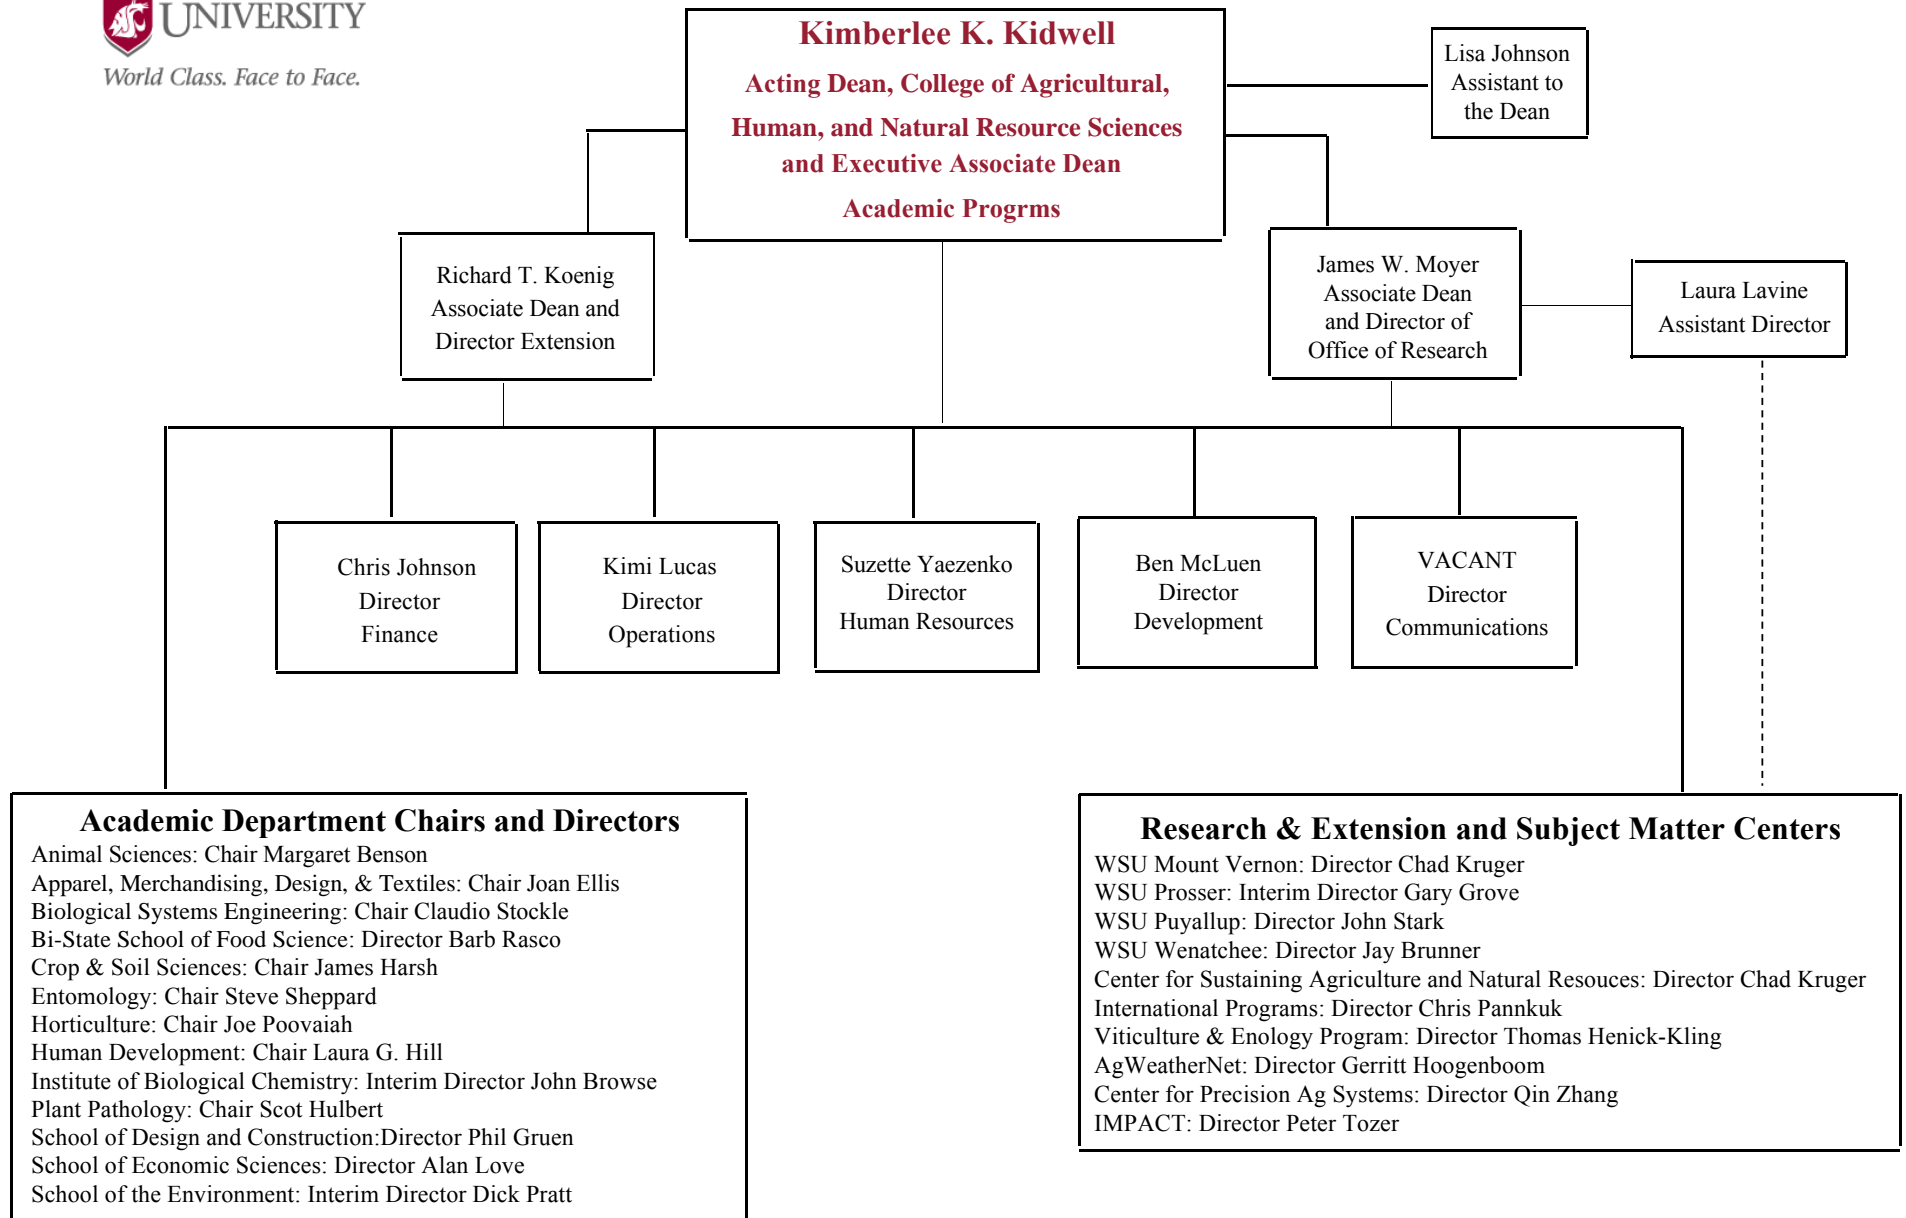 UNIVERSITY
World Class. Face to Face.
Kimberlee K. Kidwell
Acting Dean, College of Agricultural,
Human, and Natural Resource Sciences
and Executive Associate Dean
Academic Progrms
Lisa Johnson
Assistant to
the Dean
Richard T. Koenig
Associate Dean and
Director Extension
James W. Moyer
Associate Dean
and Director of
Office of Research
Laura Lavine
Assistant Director
Chris Johnson
Director
Finance
Kimi Lucas
Director
Operations
Suzette Yaezenko
Director
Human Resources
Ben McLuen
Director
Development
VACANT
Director
Communications
Academic Department Chairs and Directors
Animal Sciences: Chair Margaret Benson
Apparel, Merchandising, Design, & Textiles: Chair Joan Ellis
Biological Systems Engineering: Chair Claudio Stockle
Bi-State School of Food Science: Director Barb Rasco
Crop & Soil Sciences: Chair James Harsh
Entomology: Chair Steve Sheppard
Horticulture: Chair Joe Poovaiah
Human Development: Chair Laura G. Hill
Institute of Biological Chemistry: Interim Director John Browse
Plant Pathology: Chair Scot Hulbert
School of Design and Construction:Director Phil Gruen
School of Economic Sciences: Director Alan Love
School of the Environment: Interim Director Dick Pratt
Research & Extension and Subject Matter Centers
WSU Mount Vernon: Director Chad Kruger
WSU Prosser: Interim Director Gary Grove
WSU Puyallup: Director John Stark
WSU Wenatchee: Director Jay Brunner
Center for Sustaining Agriculture and Natural Resouces: Director Chad Kruger
International Programs: Director Chris Pannkuk
Viticulture & Enology Program: Director Thomas Henick-Kling
AgWeatherNet: Director Gerritt Hoogenboom
Center for Precision Ag Systems: Director Qin Zhang
IMPACT: Director Peter Tozer